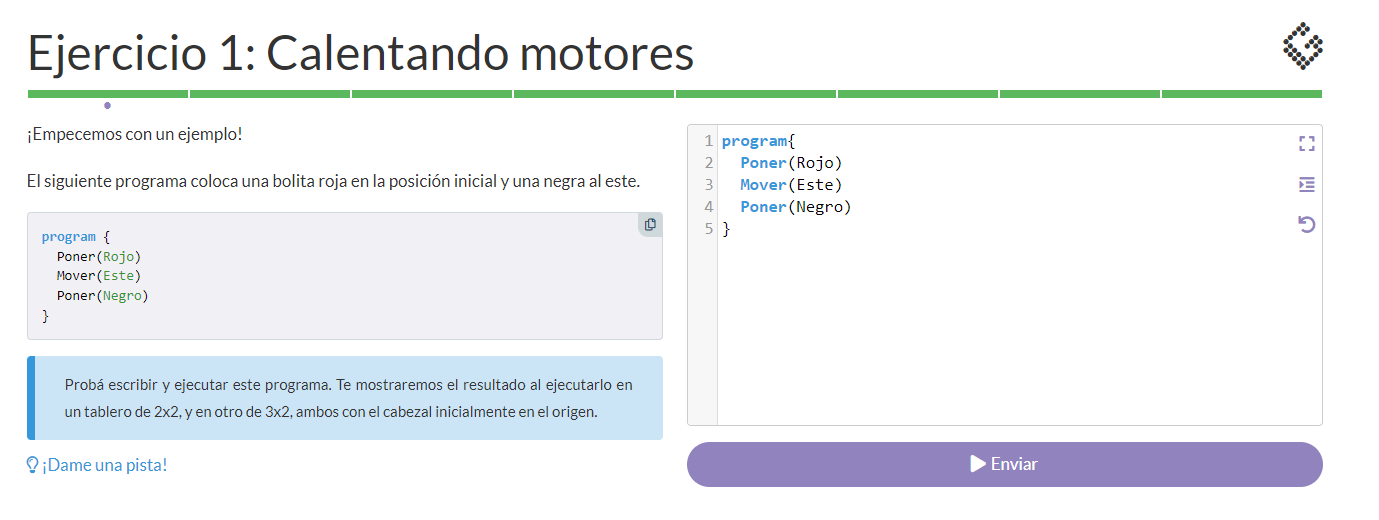 Ejercicio 1: Calentando motores
¡Empecemos con un ejemplo!
El siguiente programa coloca una bolita roja en la posición inicial y una negra al este.
program {
  Poner(Rojo)
  Mover(Este)
  Poner(Negro)
}
Probá escribir y ejecutar este programa. Te mostraremos el resultado al ejecutarlo en
un tablero de 2x2, y en otro de 3x2, ambos con el cabezal inicialmente en el origen.
¡Dame una pista!
1 program{
2   Poner(Rojo)
3   Mover(Este)
4   Poner(Negro)
5 }
Enviar